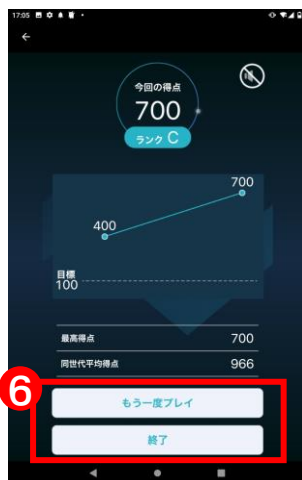 17:05
今回の得点
700
ランク C
700
400
目標
100
最高得点 700
同世代平均得点 966
6
もう一度プレイ
終了